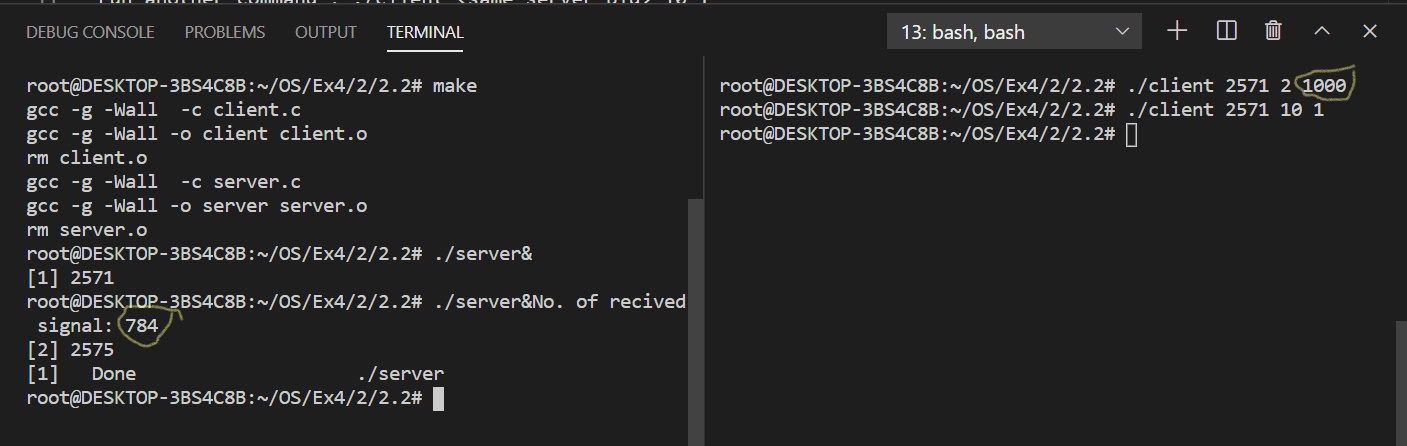 DEBUG CONSOLE PROBLEMS OUTPUT TERMINAL 13: bash, bash
root@DESKTOP-3BS4C8B:~/OS/Ex4/2/2.2# make
gcc -g -Wall  -c client.c
gcc -g -Wall -o client client.o
rm client.o
gcc -g -Wall  -c server.c
gcc -g -Wall -o server server.o
rm server.o
root@DESKTOP-3BS4C8B:~/OS/Ex4/2/2.2# ./server&
[1] 2571
root@DESKTOP-3BS4C8B:~/OS/Ex4/2/2.2# ./server&No. of recived
 signal: 784
[2] 2575
[1]   Done                    ./server
root@DESKTOP-3BS4C8B:~/OS/Ex4/2/2.2#
root@DESKTOP-3BS4C8B:~/OS/Ex4/2/2.2# ./client 2571 2 1000
root@DESKTOP-3BS4C8B:~/OS/Ex4/2/2.2# ./client 2571 10 1
root@DESKTOP-3BS4C8B:~/OS/Ex4/2/2.2#